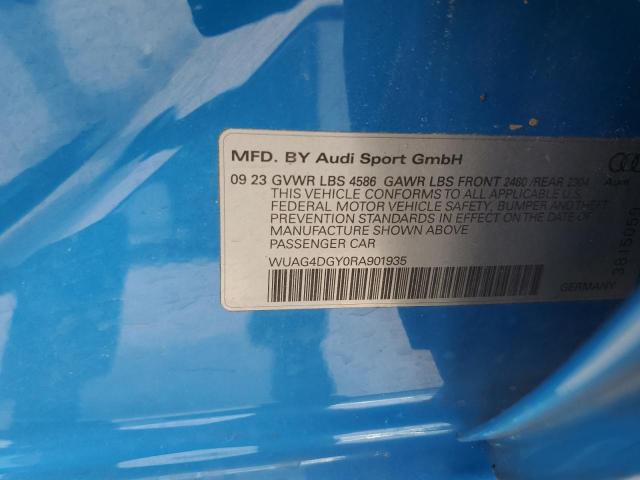 MFD. BY Audi Sport GmbH
09 23 GVWR LBS 4586 GAWR LBS FRONT 2460 /REAR 2304
THIS VEHICLE CONFORMS TO ALL APPLICABLE U.S.
FEDERAL MOTOR VEHICLE SAFETY, BUMPER AND THEFT
PREVENTION STANDARDS IN EFFECT ON THE DATE OF
MANUFACTURE SHOWN ABOVE
PASSENGER CAR
WUAG4DGY0RA901935
GERMANY
Audi